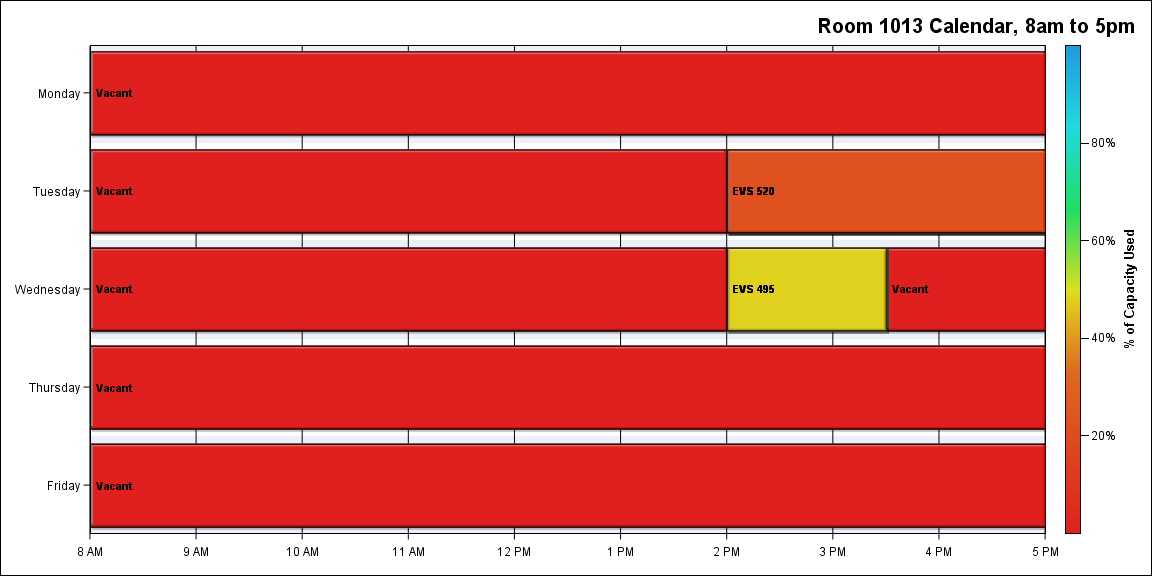 Room 1013 Calendar, 8am to 5pm
Monday
Vacant
Tuesday
Vacant
EVS 520
Wednesday
Vacant
EVS 495
Vacant
Thursday
Vacant
Friday
Vacant
8 AM
9 AM
10 AM
11 AM
12 PM
1 PM
2 PM
3 PM
4 PM
5 PM
80%
60%
40%
20%
% of Capacity Used